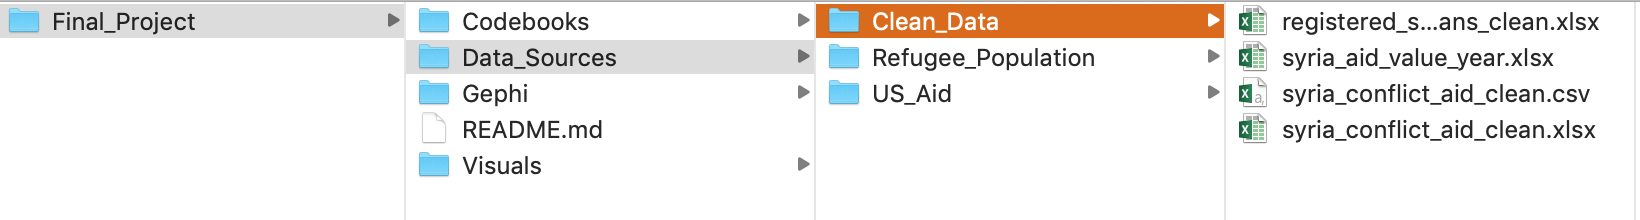 Final_Project
Codebooks
Data_Sources
Gephi
README.md
Visuals
Clean_Data
Refugee_Population
US_Aid
registered_s...ans_clean.xlsx
syria_aid_value_year.xlsx
syria_conflict_aid_clean.csv
syria_conflict_aid_clean.xlsx